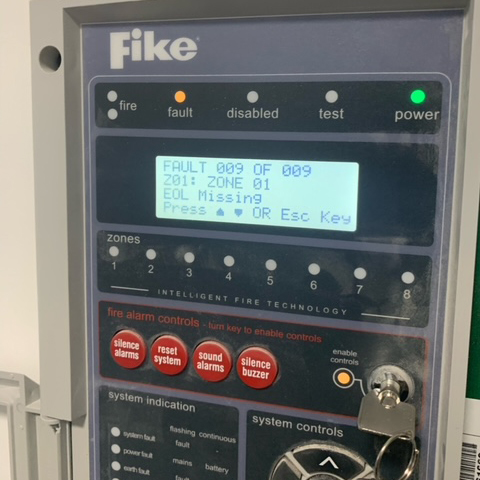 Fike
fire fault disabled test power
FAULT 009 OF 009
Z01: ZONE 01
EOL Missing
Press ▲ ▼ OR Esc Key
zones
1 2 3 4 5 6 7 8
INTELLIGENT FIRE TECHNOLOGY
fire alarm controls - turn key to enable controls
silence alarms
reset system
sound alarms
silence buzzer
enable controls
system indication
flashing continuous
system fault fault
mains battery
power fault
earth fault fault
system controls